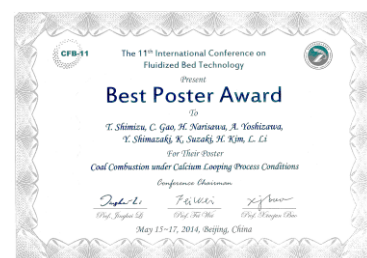 CFB-11
The 11th International Conference on
Fluidized Bed Technology
Present
Best Poster Award
To
T. Shimizu, C. Gao, H. Narisawa, A. Yoshizawa,
Y. Shimazaki, K. Suzaki, H. Kim, L. Li
For Their Poster
Coal Combustion under Calcium Looping Process Conditions
Conference Chairman
Prof. Jinghai Li Prof. Fei Wei Prof. Xiaojun Bao
May 15~17, 2014, Beijing, China